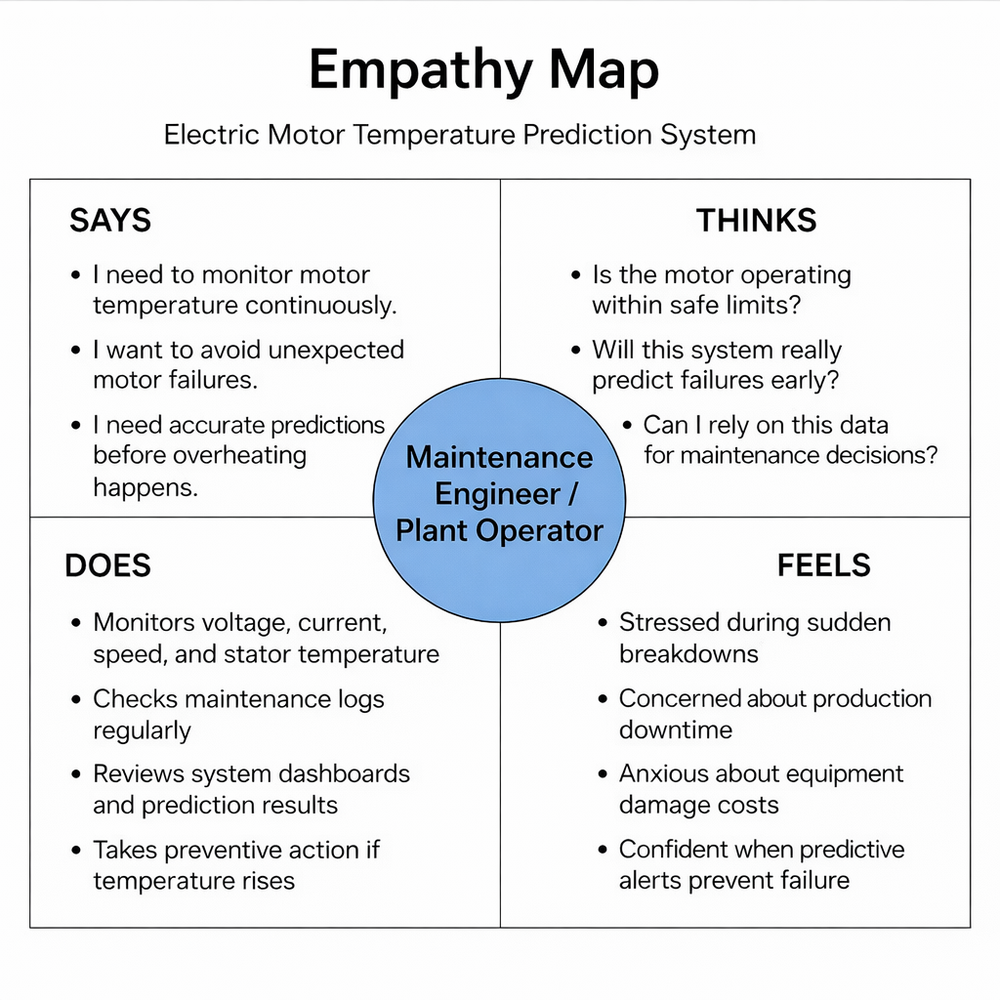 Empathy Map
Electric Motor Temperature Prediction System
SAYS
• I need to monitor motor
temperature continuously.
• I want to avoid unexpected
motor failures.
• I need accurate predictions
before overheating
happens.
THINKS
• Is the motor operating
within safe limits?
• Will this system really
predict failures early?
• Can I rely on this data
for maintenance decisions?
Maintenance
Engineer /
Plant Operator
DOES
• Monitors voltage, current,
speed, and stator temperature
• Checks maintenance logs
regularly
• Reviews system dashboards
and prediction results
• Takes preventive action if
temperature rises
FEELS
• Stressed during sudden
breakdowns
• Concerned about production
downtime
• Anxious about equipment
damage costs
• Confident when predictive
alerts prevent failure